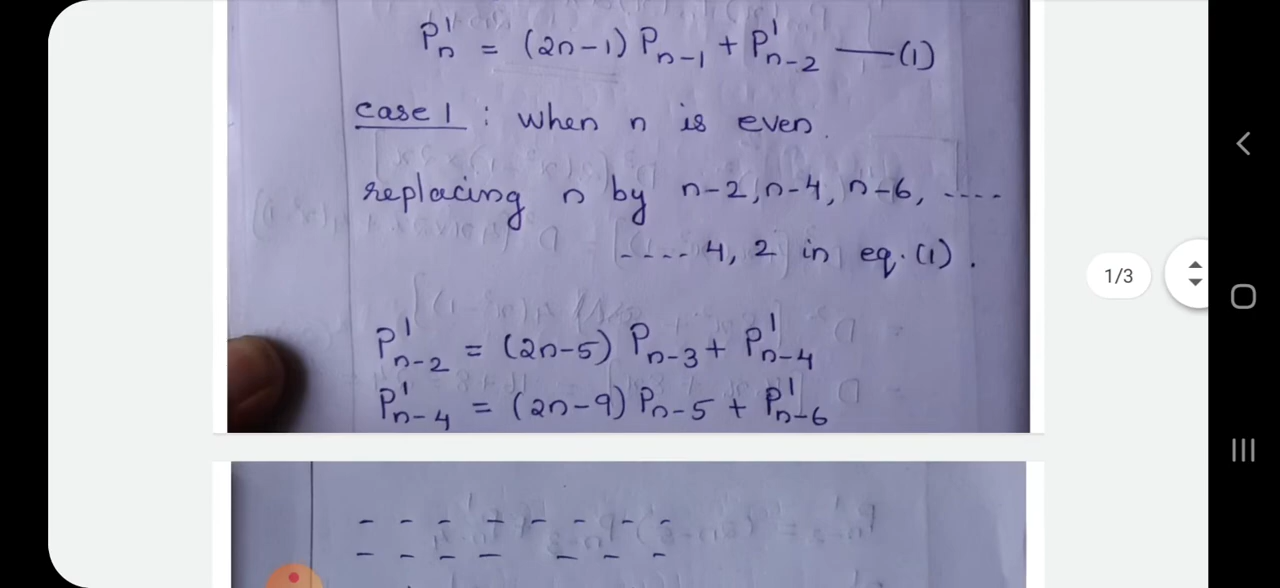 P'n = (2n-1) Pn-1 + P'n-2 —(1)
case 1 : when n is even.
replacing n by n-2, n-4, n-6, ....
..... 4, 2 in eq. (1).
1/3
P'n-2 = (2n-5) Pn-3 + P'n-4
P'n-4 = (2n-9) Pn-5 + P'n-6